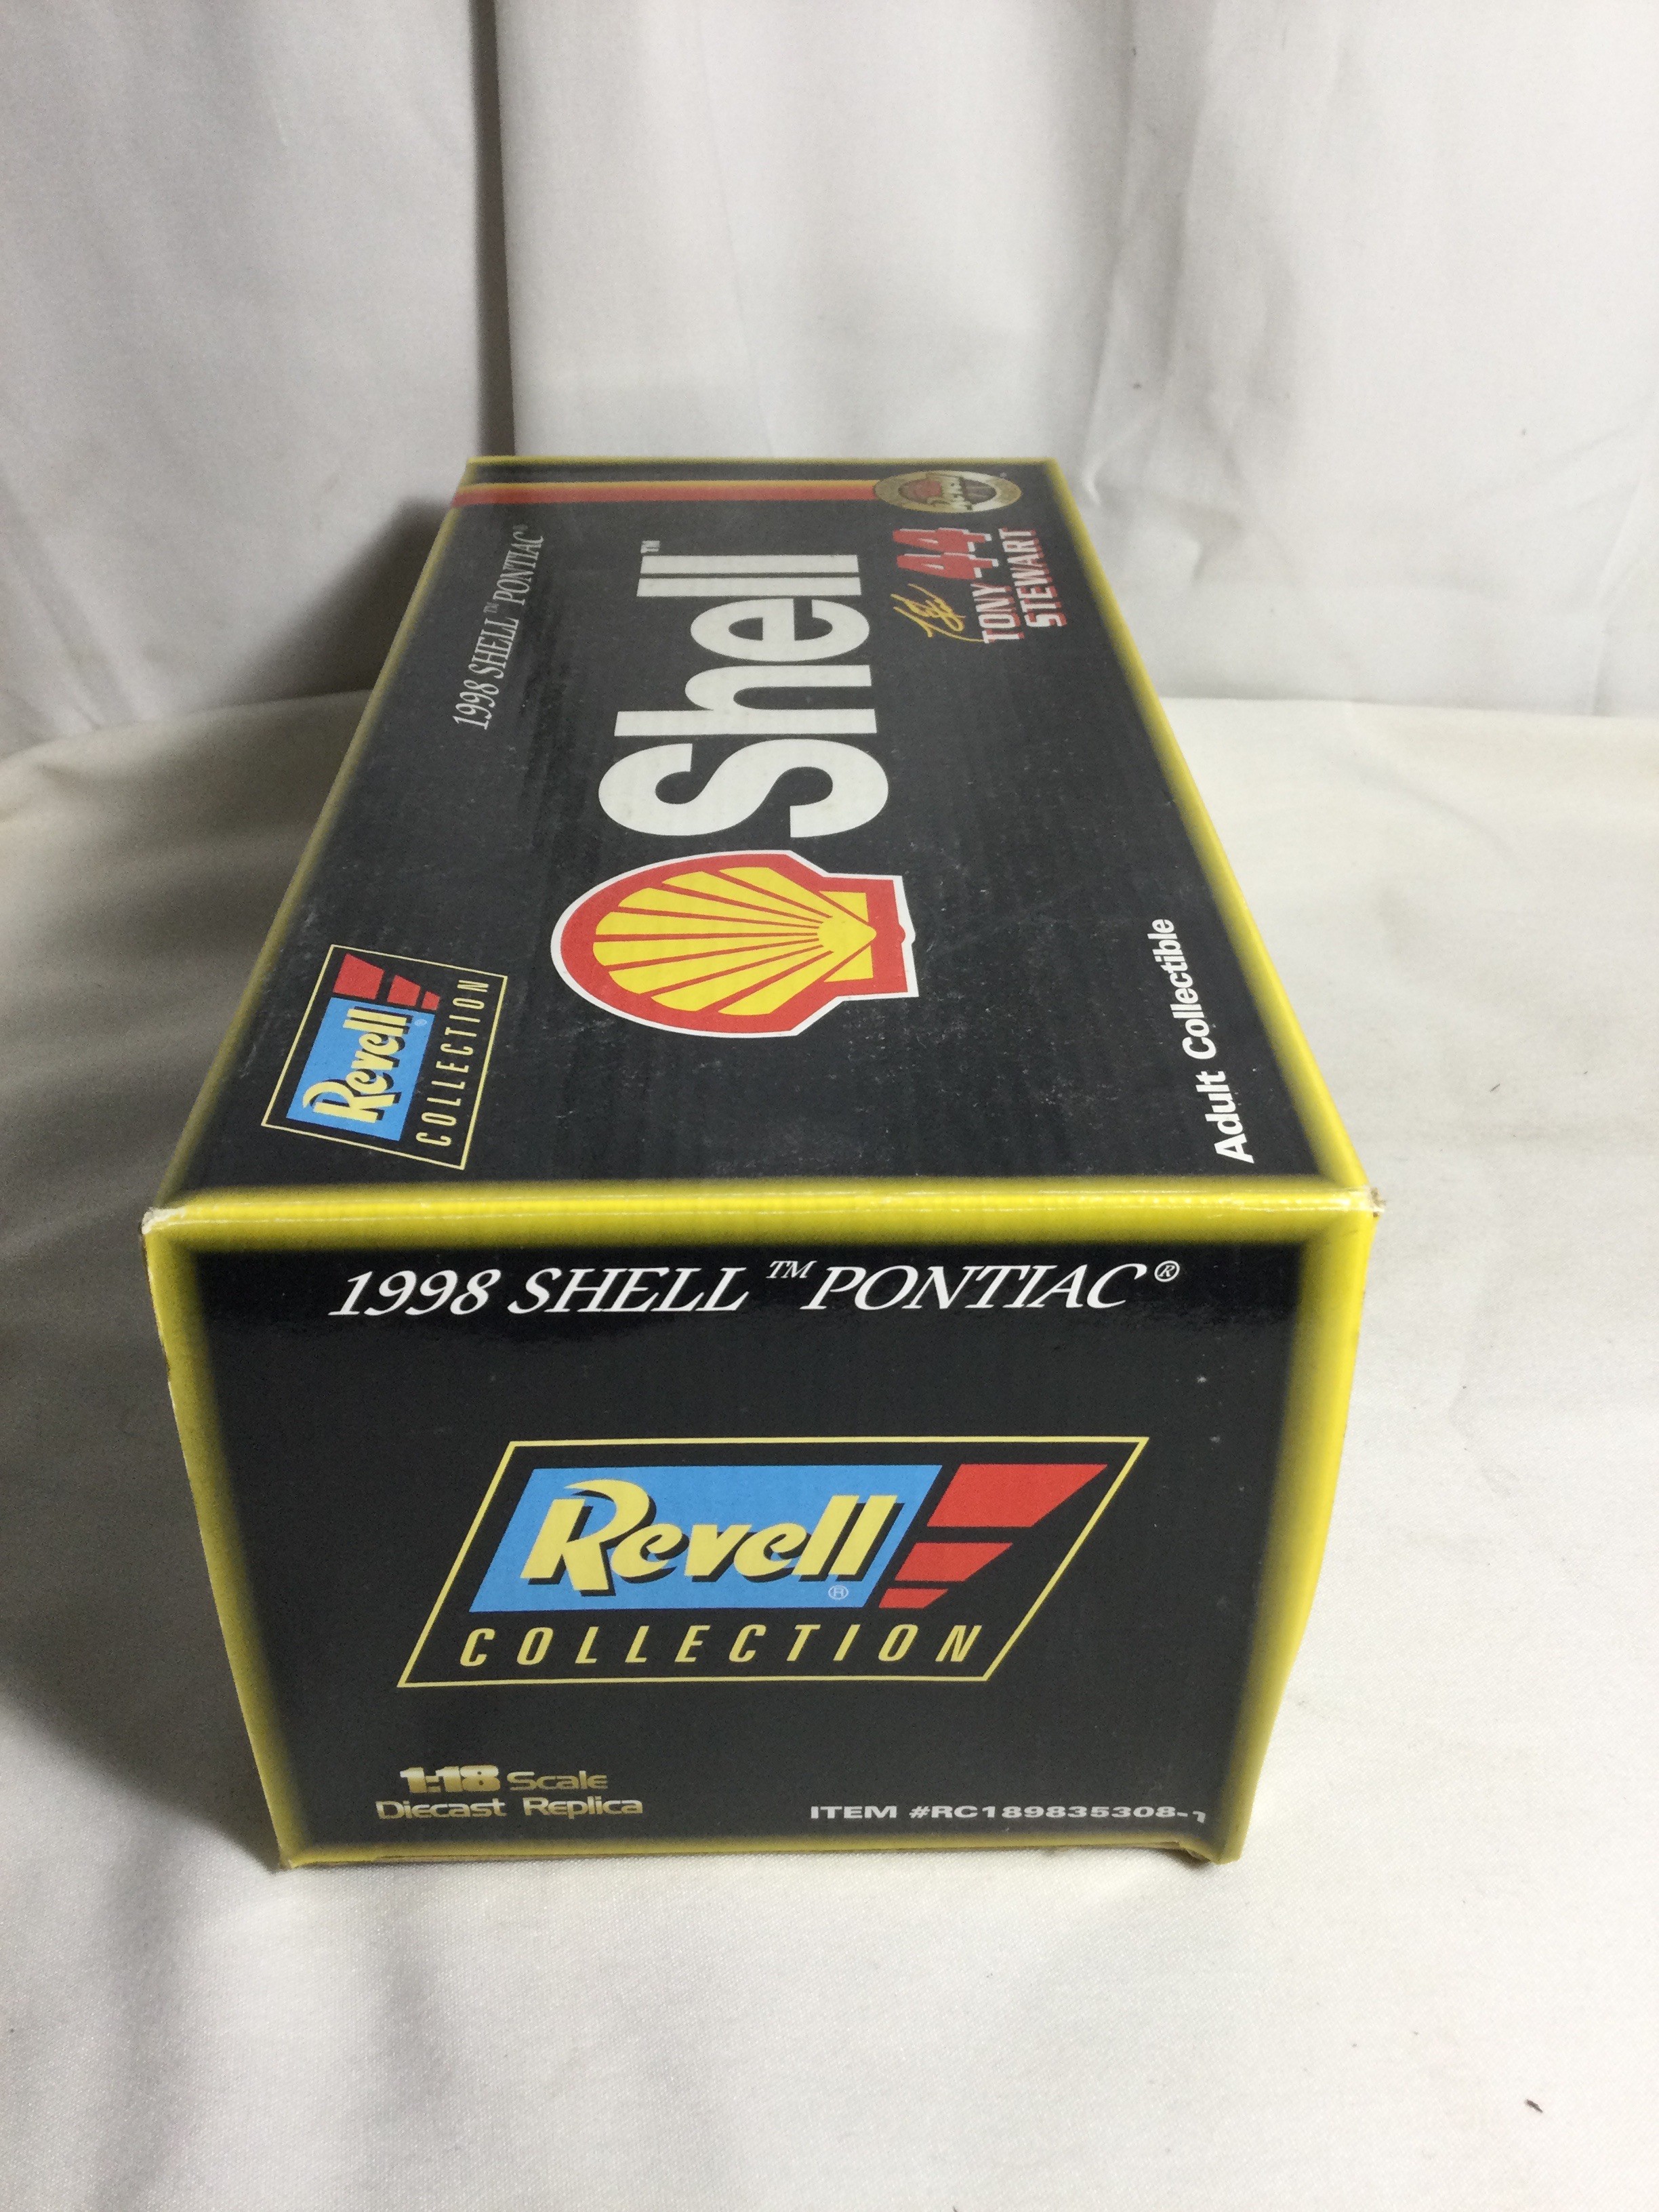 1998 SHELL™ PONTIAC®
Shell™
44
TONY
STEWART
Revell®
COLLECTION
Adult Collectible
1998 SHELL™ PONTIAC®
Revell®
COLLECTION
1:18 Scale
Diecast Replica
ITEM #RC189835308-1